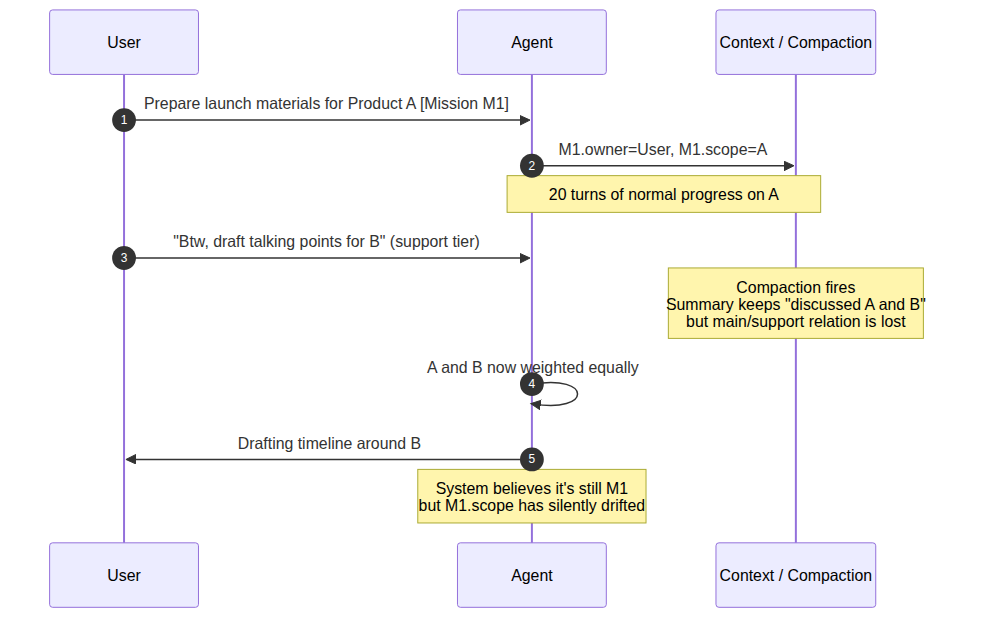 User
Agent
Context / Compaction
Prepare launch materials for Product A [Mission M1]
1
M1.owner=User, M1.scope=A
2
20 turns of normal progress on A
"Btw, draft talking points for B" (support tier)
3
Compaction fires
Summary keeps "discussed A and B"
but main/support relation is lost
A and B now weighted equally
4
Drafting timeline around B
5
System believes it's still M1
but M1.scope has silently drifted
User
Agent
Context / Compaction